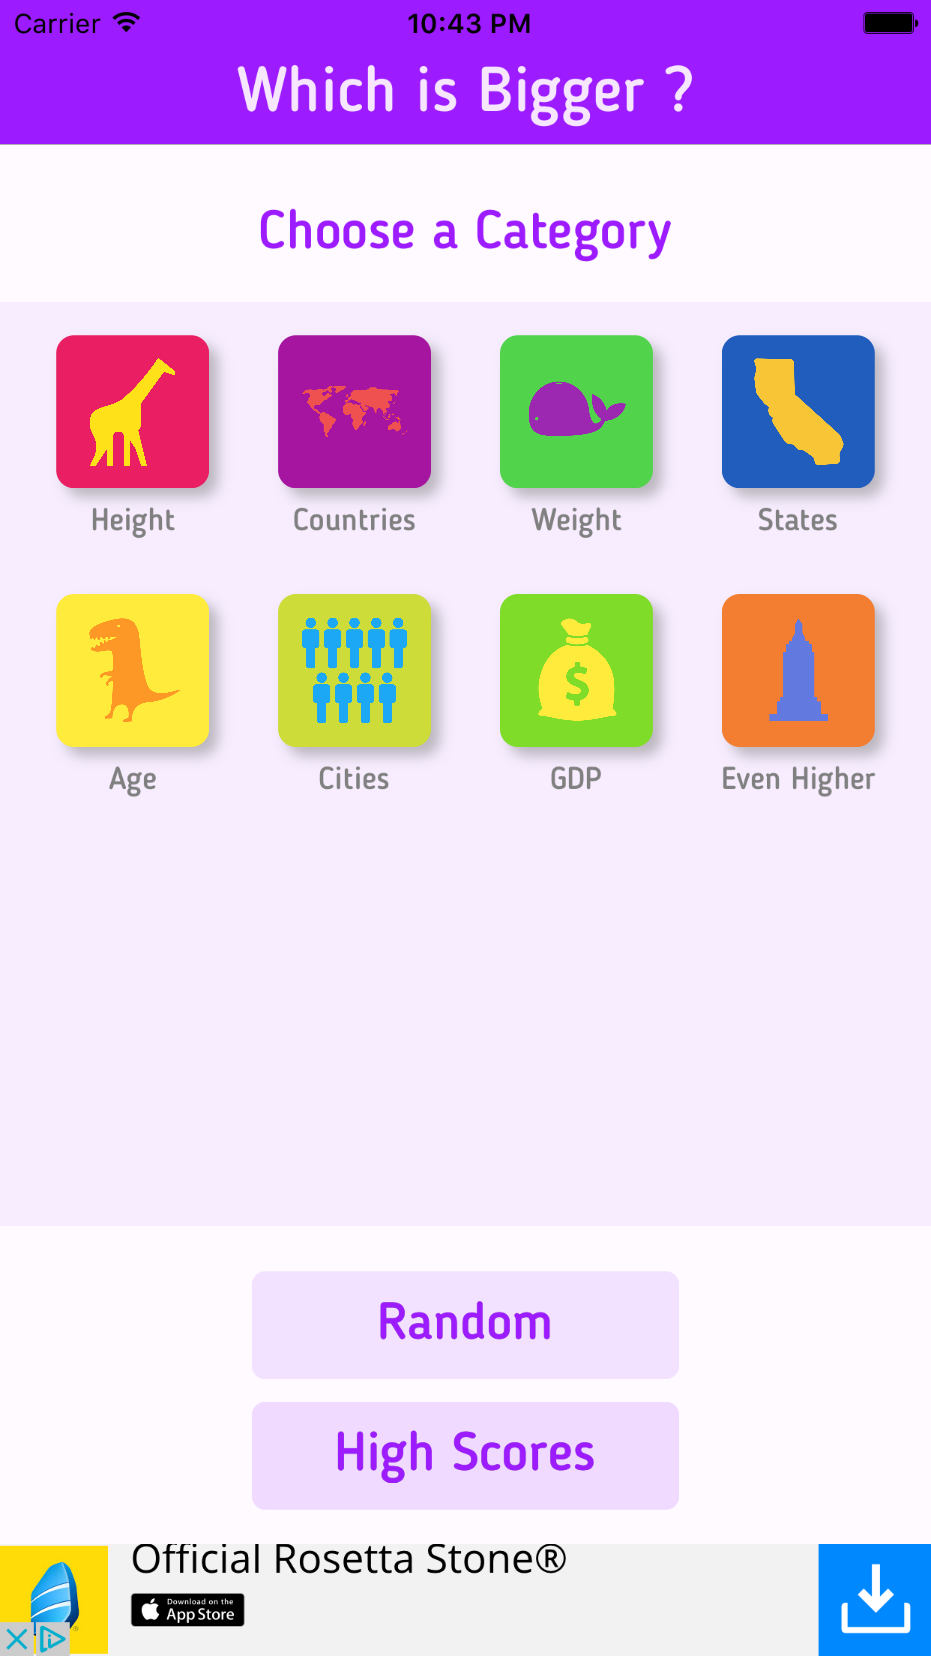 Carrier 10:43 PM
Which is Bigger ?
Choose a Category
Height Countries Weight States
$
Age Cities GDP Even Higher
Random
High Scores
Official Rosetta Stone®
Download on the
App Store